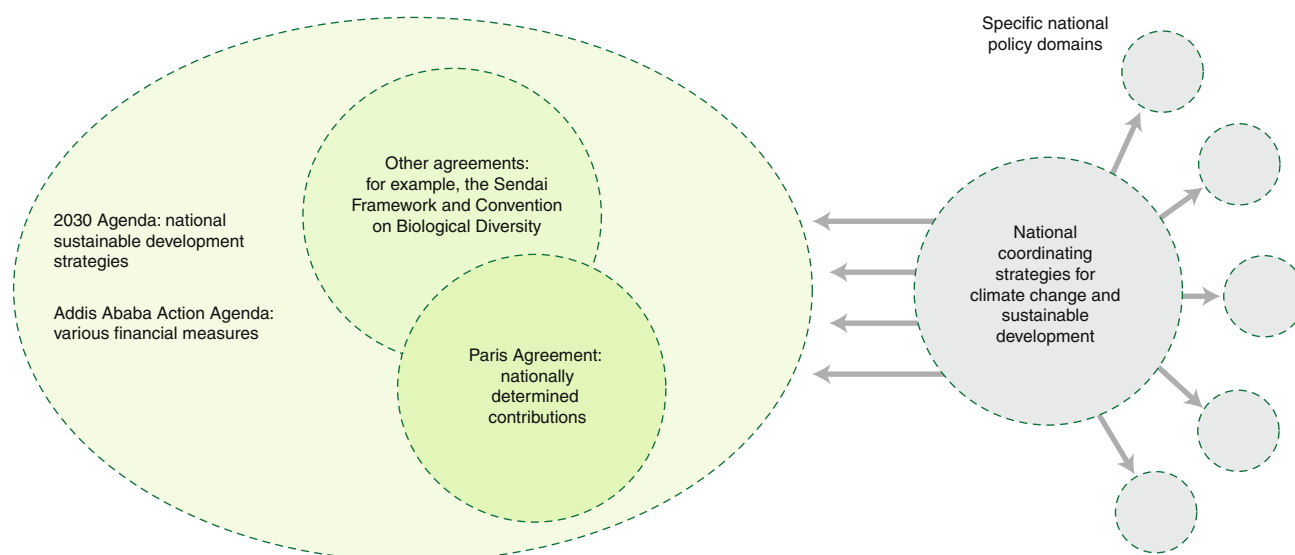 Specific national
policy domains
Other agreements:
for example, the Sendai
Framework and Convention
on Biological Diversity
2030 Agenda: national
sustainable development
strategies
Addis Ababa Action Agenda:
various financial measures
Paris Agreement:
nationally
determined
contributions
National
coordinating
strategies for
climate change and
sustainable
development